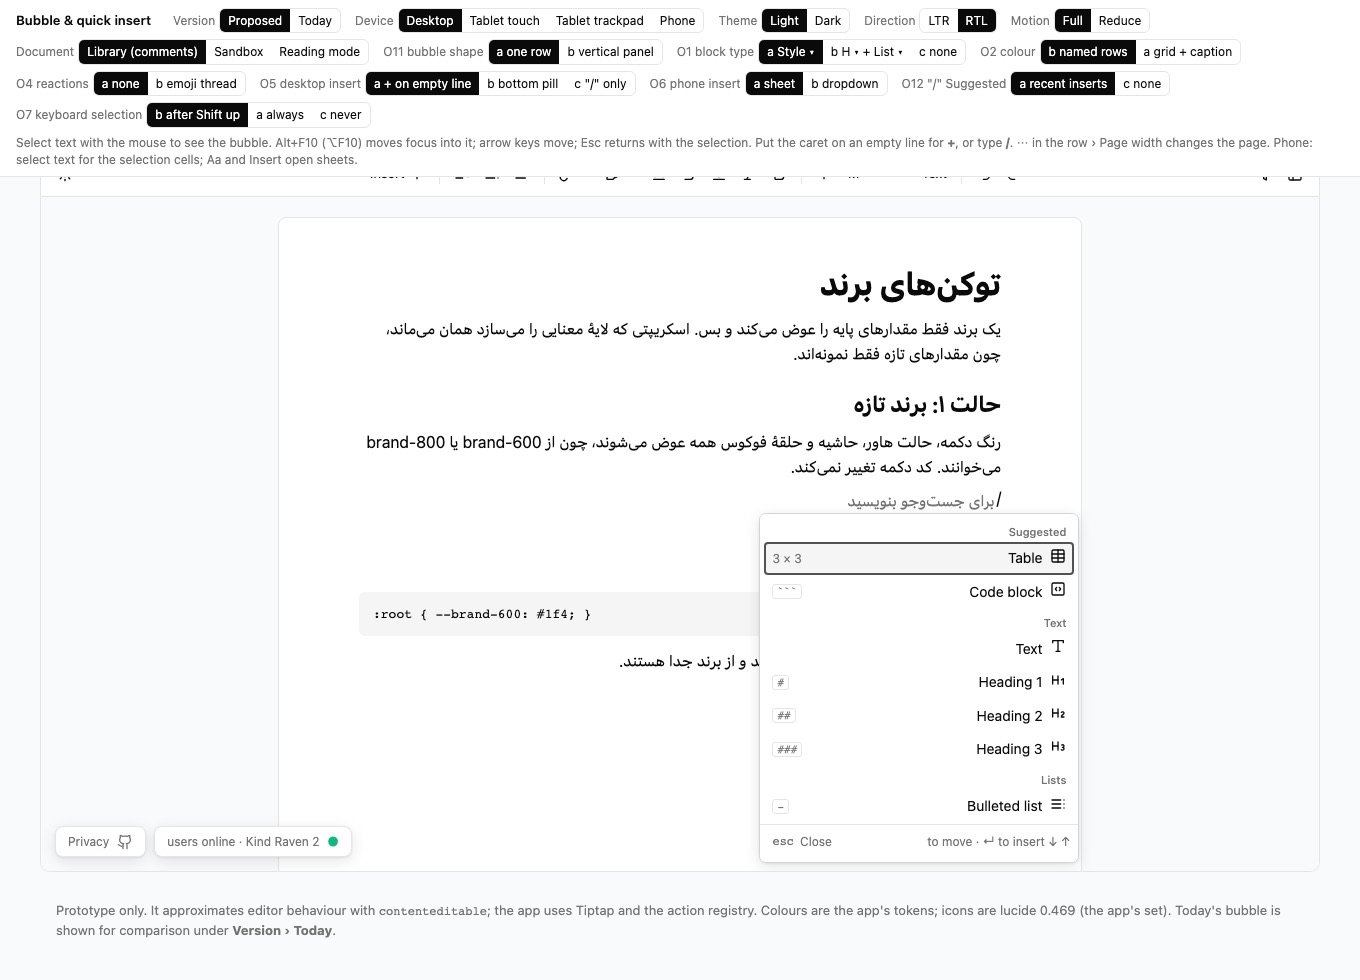 Bubble & quick insert Version Proposed Today Device Desktop Tablet touch Tablet trackpad Phone Theme Light Dark Direction LTR RTL Motion Full Reduce
Document Library (comments) Sandbox Reading mode O11 bubble shape a one row b vertical panel O1 block type a Style ▾ b H ▾ + List ▾ c none O2 colour b named rows a grid + caption
O4 reactions a none b emoji thread O5 desktop insert a + on empty line b bottom pill c "/" only O6 phone insert a sheet b dropdown O12 "/" Suggested a recent inserts c none
O7 keyboard selection b after Shift up a always c never
Select text with the mouse to see the bubble. Alt+F10 (⌥F10) moves focus into it; arrow keys move; Esc returns with the selection. Put the caret on an empty line for +, or type /. ⋯ in the row › Page width changes the page. Phone:
select text for the selection cells; Aa and Insert open sheets.
توکن‌های برند
یک برند فقط مقدارهای پایه را عوض می‌کند و بس. اسکریپتی که لایهٔ معنایی را می‌سازد همان می‌ماند،
چون مقدارهای تازه فقط نمونه‌اند.
حالت ۱: برند تازه
رنگ دکمه، حالت هاور، حاشیه و حلقهٔ فوکوس همه عوض می‌شوند، چون از brand-600 یا brand-800
می‌خوانند. کد دکمه تغییر نمی‌کند.
/برای جست‌وجو بنویسید
Suggested
Table 3 × 3
Code block ```
Text
Text
Heading 1 #
Heading 2 ##
Heading 3 ###
Lists
Bulleted list –
to move · ↵ to insert ↓ ↑ esc Close
:root { --brand-600: #1f4; }
و از برند جدا هستند.
Privacy users online · Kind Raven 2
Prototype only. It approximates editor behaviour with contenteditable; the app uses Tiptap and the action registry. Colours are the app's tokens; icons are lucide 0.469 (the app's set). Today's bubble is
shown for comparison under Version › Today.